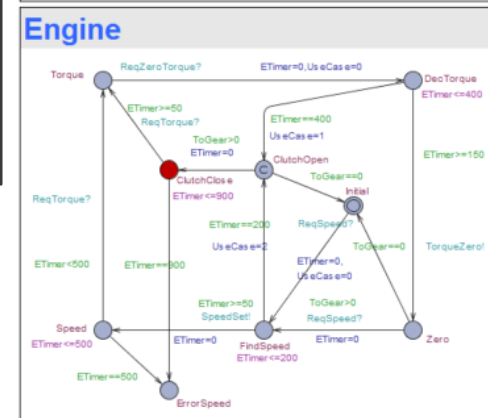 Engine
Torque
ReqZeroTorque?
ETimer=0,UseCase=0
DecTorque
ETimer<=400
ETimer>=50
ReqTorque?
ETimer==400
UseCase=1
ToGear>0
ETimer=0
ClutchOpen
C
ETimer>=150
ClutchClose
ETimer<=900
ToGear==0
Initial
ReqTorque?
ETimer==200
ReqSpeed?
UseCase=2
ToGear==0
TorqueZero!
ETimer<500
ETimer==900
ETimer=0,
UseCase=0
ETimer>=50
SpeedSet!
ToGear>0
ReqSpeed?
Speed
ETimer<=500
ETimer=0
FindSpeed
ETimer<=200
ETimer=0
Zero
ETimer==500
ErrorSpeed